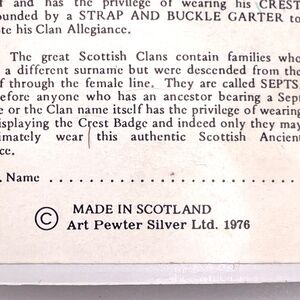 f and has the privilege of wearing his CREST
ounded by a STRAP AND BUCKLE GARTER to
te his Clan Allegiance.
The great Scottish Clans contain families who
a different surname but were descended from the
f through the female line. They are called SEPTS.
efore anyone who has an ancestor bearing a Sept
e or the Clan name itself has the privilege of wearing
isplaying the Crest Badge and indeed only they may
imately wear this authentic Scottish Ancient
ce.
. Name ........................................
© MADE IN SCOTLAND
Art Pewter Silver Ltd. 1976